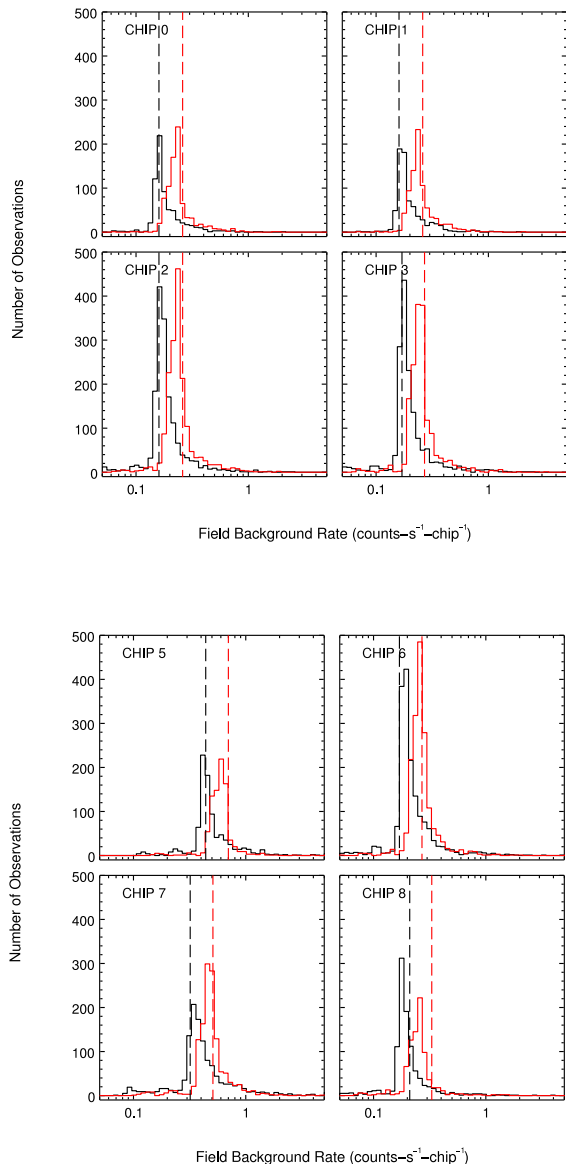 500
400
300
200
100
0
CHIP 0
CHIP 1
500
400
300
200
100
0
CHIP 2
CHIP 3
0.1
1
0.1
1
Number of Observations
Field Background Rate (counts–s⁻¹–chip⁻¹)
500
400
300
200
100
0
CHIP 5
CHIP 6
500
400
300
200
100
0
CHIP 7
CHIP 8
0.1
1
0.1
1
Number of Observations
Field Background Rate (counts–s⁻¹–chip⁻¹)